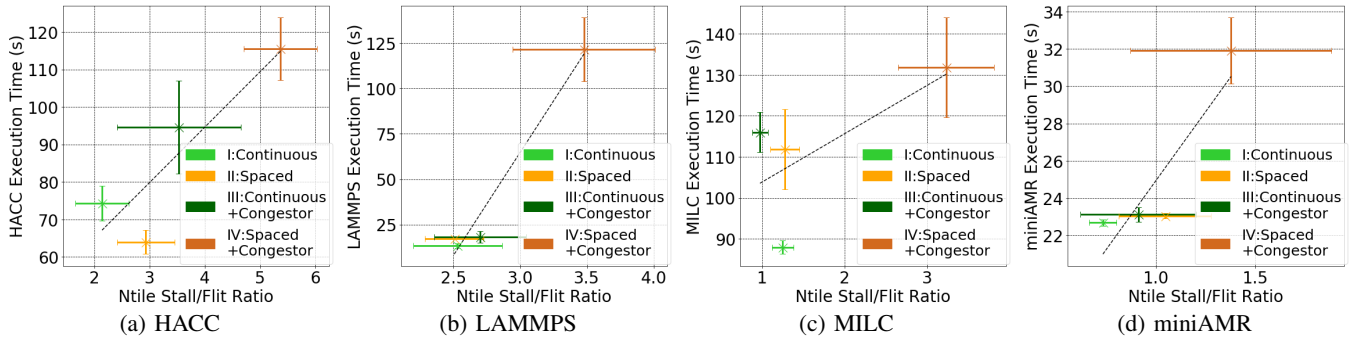 HACC Execution Time (s)
120
110
100
90
80
70
60
2 3 4 5 6
Ntile Stall/Flit Ratio
I:Continuous
II:Spaced
III:Continuous
+Congestor
IV:Spaced
+Congestor
(a) HACC
LAMMPS Execution Time (s)
125
100
75
50
25
2.5 3.0 3.5 4.0
Ntile Stall/Flit Ratio
I:Continuous
II:Spaced
III:Continuous
+Congestor
IV:Spaced
+Congestor
(b) LAMMPS
MILC Execution Time (s)
140
130
120
110
100
90
1 2 3
Ntile Stall/Flit Ratio
I:Continuous
II:Spaced
III:Continuous
+Congestor
IV:Spaced
+Congestor
(c) MILC
miniAMR Execution Time (s)
34
32
30
28
26
24
22
1.0 1.5
Ntile Stall/Flit Ratio
I:Continuous
II:Spaced
III:Continuous
+Congestor
IV:Spaced
+Congestor
(d) miniAMR